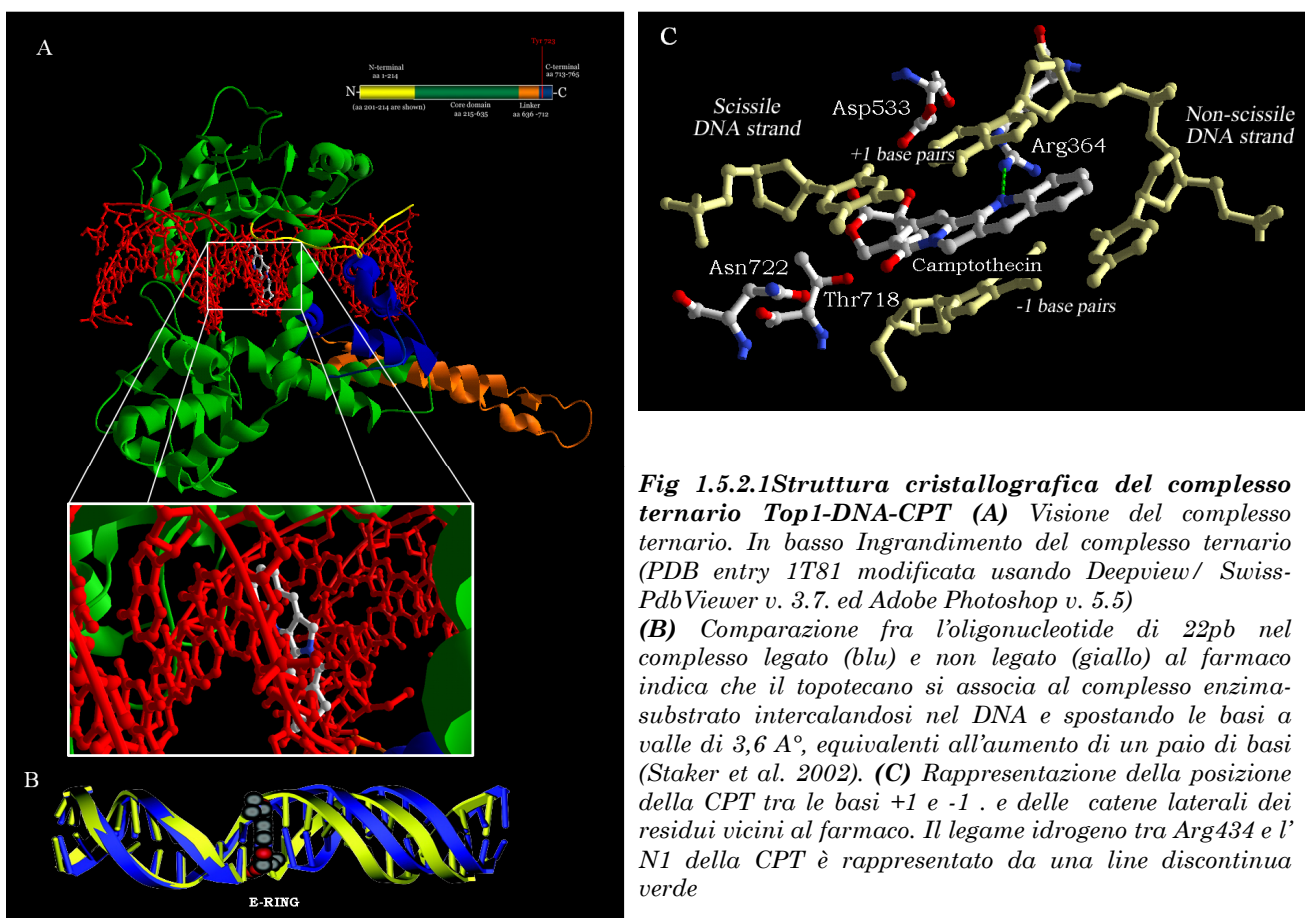 A
Tyr 723
N-terminal
aa 1-214
C-terminal
aa 713-765
N-
-C
(aa 201-214 are shown)
Core domain
aa 215-635
Linker
aa 636 -712
B
E-RING
C
Scissile
DNA strand
Asp533
+1 base pairs
Arg364
Non-scissile
DNA strand
Asn722
Thr718
Camptothecin
-1 base pairs
Fig 1.5.2.1Struttura cristallografica del complesso
ternario Top1-DNA-CPT (A) Visione del complesso
ternario. In basso Ingrandimento del complesso ternario
(PDB entry 1T81 modificata usando Deepview/ Swiss-
PdbViewer v. 3.7. ed Adobe Photoshop v. 5.5)
(B) Comparazione fra l'oligonucleotide di 22pb nel
complesso legato (blu) e non legato (giallo) al farmaco
indica che il topotecano si associa al complesso enzima-
substrato intercalandosi nel DNA e spostando le basi a
valle di 3,6 A°, equivalenti all'aumento di un paio di basi
(Staker et al. 2002). (C) Rappresentazione della posizione
della CPT tra le basi +1 e -1 . e delle catene laterali dei
residui vicini al farmaco. Il legame idrogeno tra Arg434 e l'
N1 della CPT è rappresentato da una line discontinua
verde